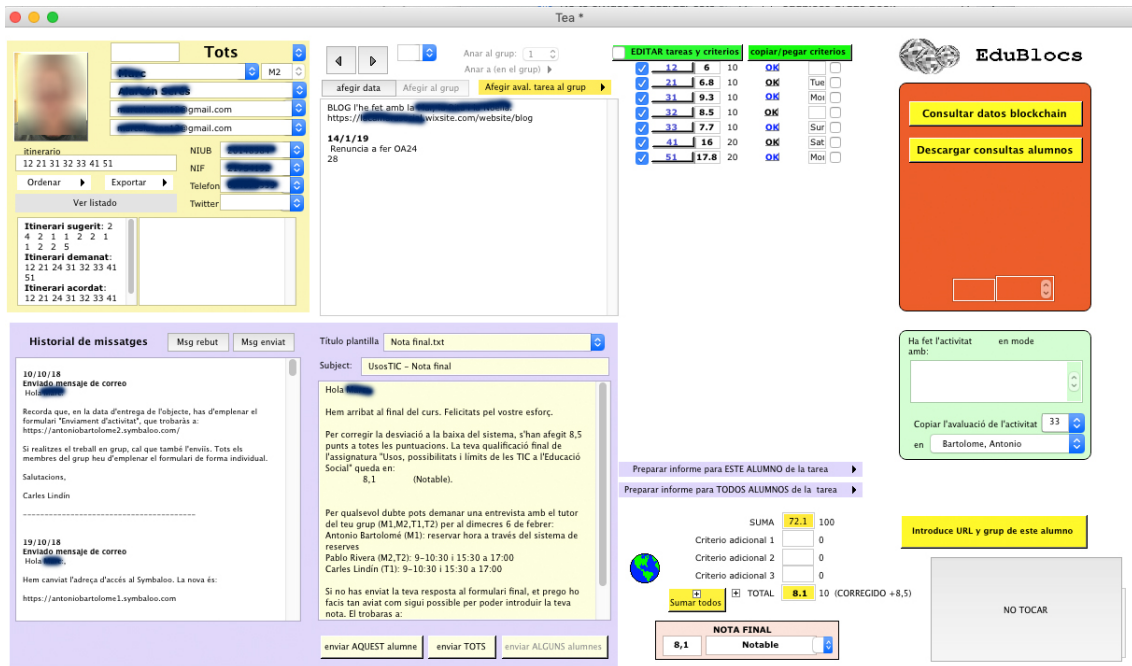 Tea *
Tots
M2
gmail.com
gmail.com
itinerario
12 21 31 32 33 41 51
Ordenar
Exportar
Ver listado
NIUB
NIF
Telefon
Twitter
Itinerari sugerit: 2
4 2 1 1 2 2 1
1 2 2 5
Itinerari demanat:
12 21 24 31 32 33 41
51
Itinerari acordat:
12 21 24 31 32 33 41
Anar al grup: 1
Anar a (en el grup)
afegir data
Afegir al grup
Afegir aval. tarea al grup
BLOG l'he fet amb la
https:// wixsite.com/website/blog
14/1/19
Renuncia a fer OA24
28
EDITAR tareas y criterios
copiar/pegar criterios
12 6 10 OK
21 6.8 10 OK Tue
31 9.3 10 OK Moi
32 8.5 10 OK
33 7.7 10 OK Sur
41 16 20 OK Sat
51 17.8 20 OK Moi
EduBlocs
Consultar datos blockchain
Descargar consultas alumnos
Historial de missatges
Msg rebut
Msg enviat
10/10/18
Enviado mensaje de correo
Hola
Recorda que, en la data d'entrega de l'objecte, has d'emplenar el
formulari "Enviament d'activitat", que trobaràs a:
https://antoniobartolome2.symbaloo.com/
Si realitzes el treball en grup, cal que també l'enviïs. Tots els
membres del grup heu d'emplenar el formulari de forma individual.
Salutacions,
Carles Lindín
----------------------------------------
19/10/18
Enviado mensaje de correo
Hola
Hem canviat l'adreça d'accés al Symbaloo. La nova és:
https://antoniobartolome1.symbaloo.com
Título plantilla Nota final.txt
Subject: UsosTIC - Nota final
Hola
Hem arribat al final del curs. Felicitats pel vostre esforç.
Per corregir la desviació a la baixa del sistema, s'han afegit 8,5
punts a totes les puntuacions. La teva qualificació final de
l'assignatura "Usos, possibilitats i límits de les TIC a l'Educació
Social" queda en:
8,1 (Notable).
Per qualsevol dubte pots demanar una entrevista amb el tutor
del teu grup (M1,M2,T1,T2) per al dimecres 6 de febrer:
Antonio Bartolomé (M1): reservar hora a través del sistema de
reserves
Pablo Rivera (M2,T2): 9-10:30 i 15:30 a 17:00
Carles Lindín (T1): 9-10:30 i 15:30 a 17:00
Si no has enviat la teva resposta al formulari final, et prego ho
facis tan aviat com sigui possible per poder introduir la teva
nota. El trobaras a:
enviar AQUEST alumne
enviar TOTS
enviar ALGUNS alumnes
Preparar informe para ESTE ALUMNO de la tarea
Preparar informe para TODOS ALUMNOS de la tarea
SUMA 72.1 100
Criterio adicional 1 0
Criterio adicional 2 0
Criterio adicional 3 0
Sumar todos
TOTAL 8.1 10 (CORREGIDO +8,5)
NOTA FINAL
8,1 Notable
Ha fet l'activitat en mode
amb:
Copiar l'avaluació de l'activitat 33
en Bartolome, Antonio
Introduce URL y grup de este alumno
NO TOCAR